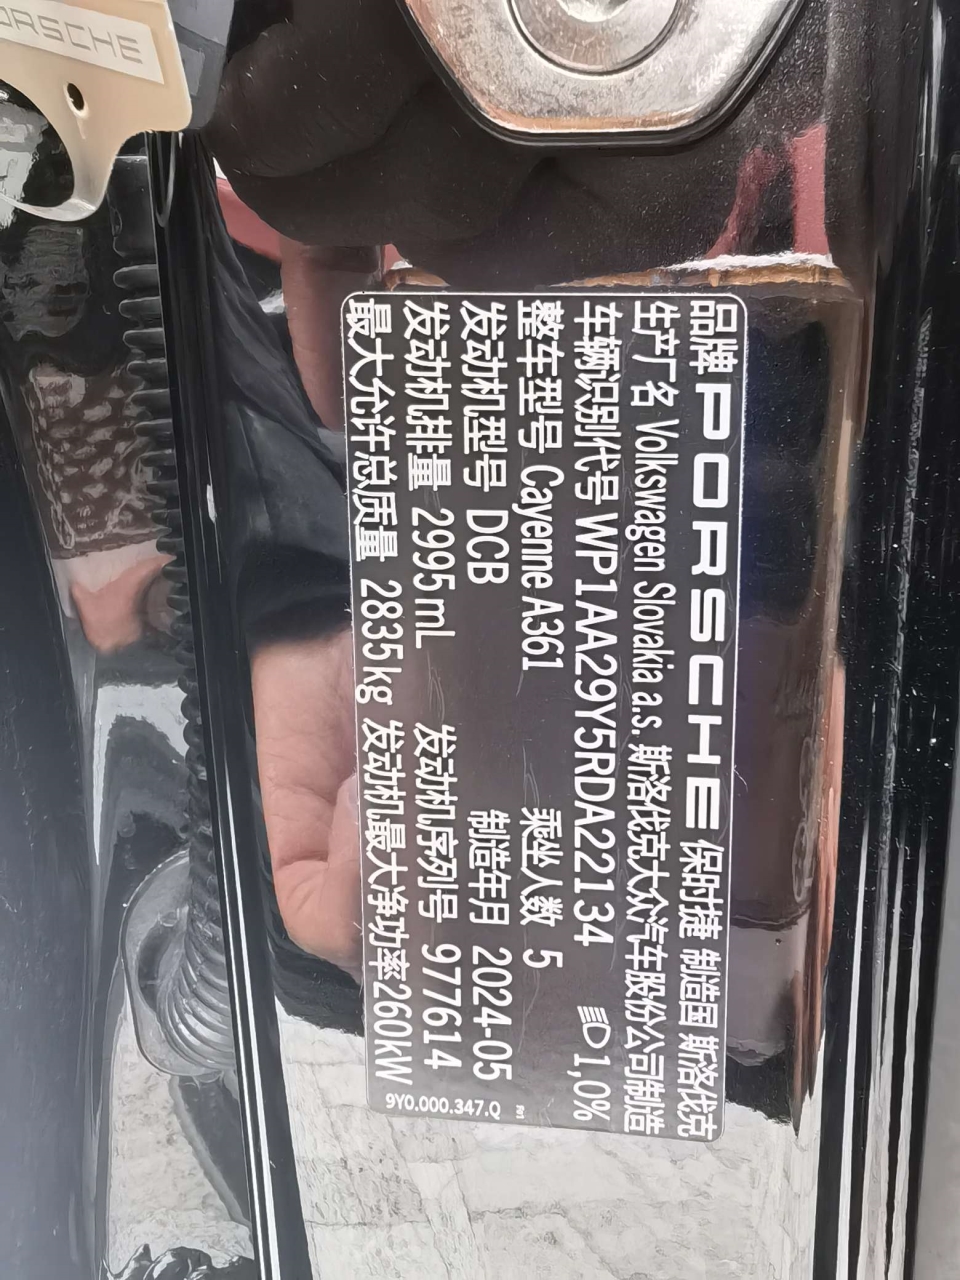 PORSCHE
品牌 PORSCHE 保时捷 制造国 斯洛伐克
生产厂名 Volkswagen Slovakia a.s. 斯洛伐克大众汽车股份公司制造
车辆识别代号 WP1AA29Y5RDA22134 1,0%
整车型号 Cayenne A361 乘坐人数 5
发动机型号 DCB 制造年月 2024-05
发动机排量 2995mL 发动机序列号 977614
最大允许总质量 2835kg 发动机最大净功率260kW
9Y0.000.347.Q